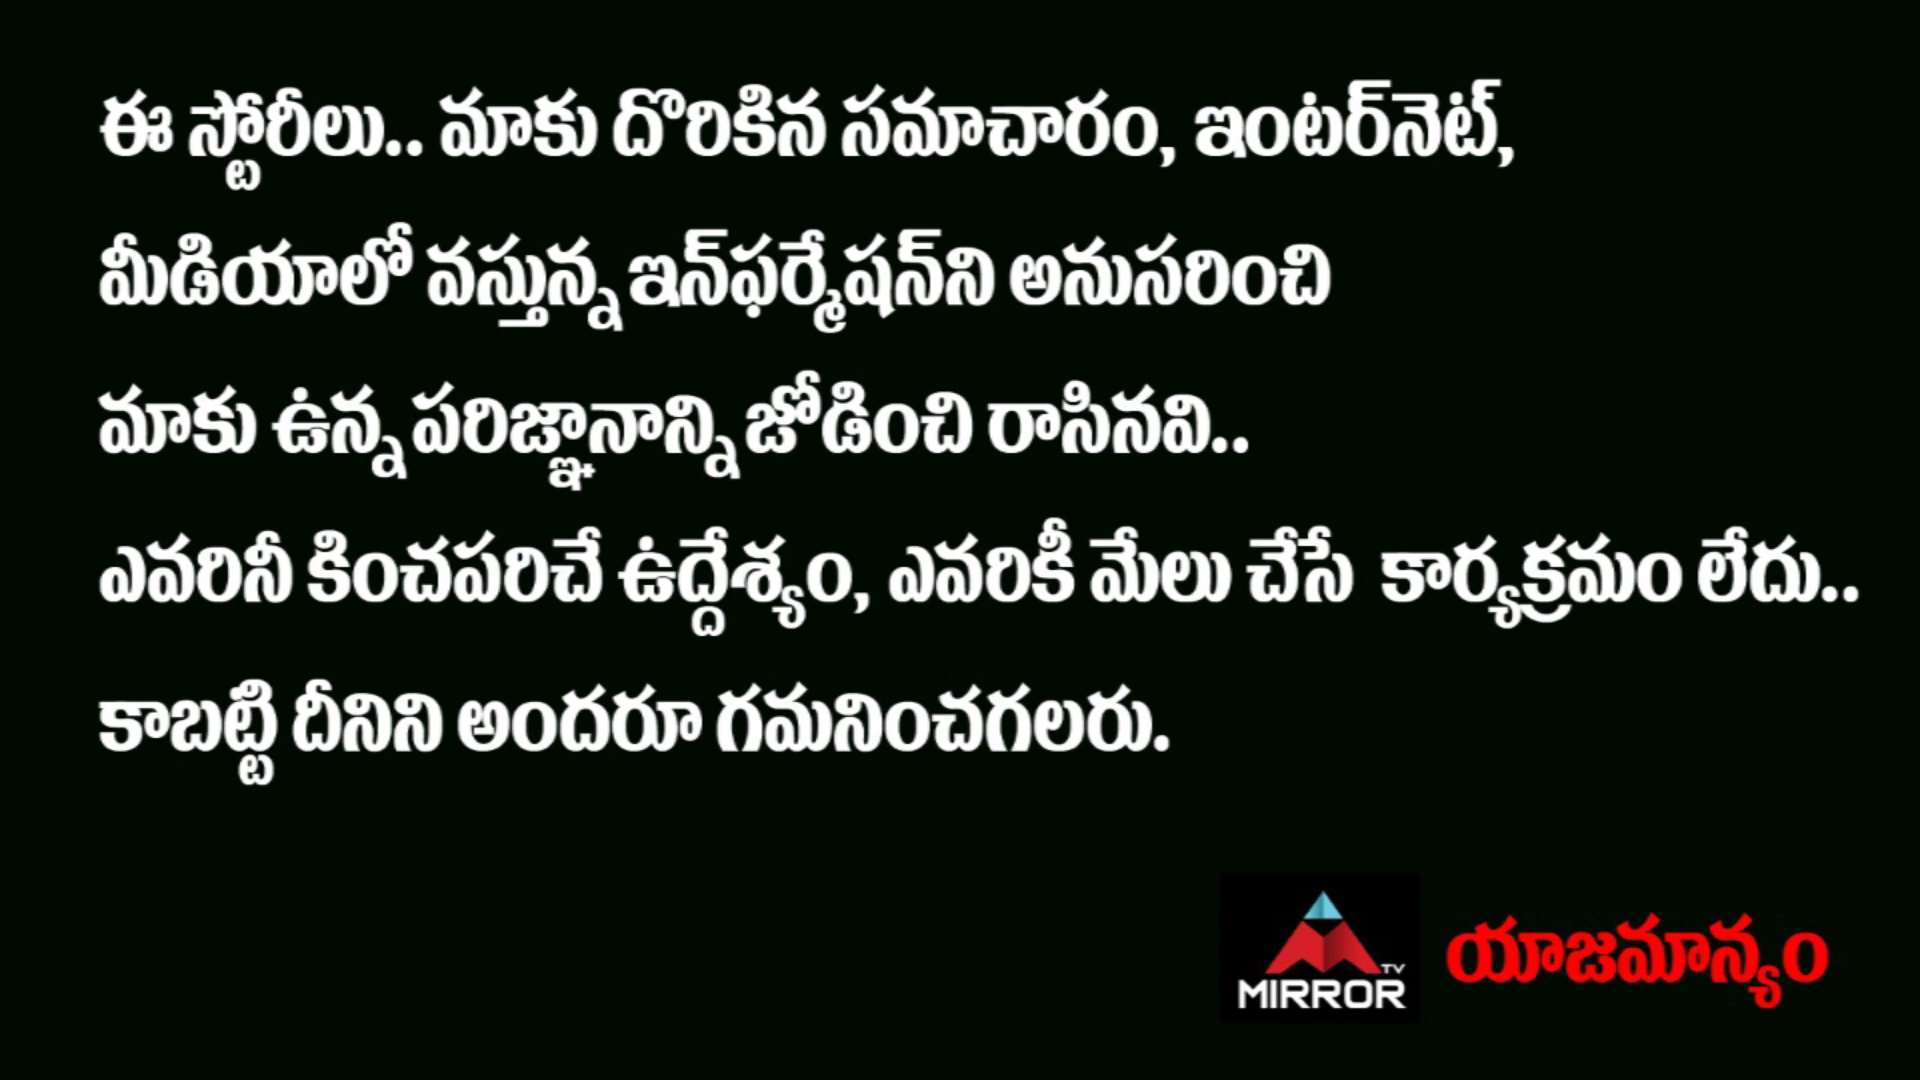 ఈ స్టోరీలు.. మాకు దొరికిన సమాచారం, ఇంటర్‌నెట్,
మీడియాలో వస్తున్న ఇన్‌ఫర్మేషన్‌ని అనుసరించి
మాకు ఉన్న పరిజ్ఞానాన్ని జోడించి రాసినవి..
ఎవరినీ కించపరిచే ఉద్దేశ్యం, ఎవరికీ మేలు చేసే కార్యక్రమం లేదు..
కాబట్టి దీనిని అందరూ గమనించగలరు.
TV
MIRROR
యాజమాన్యం